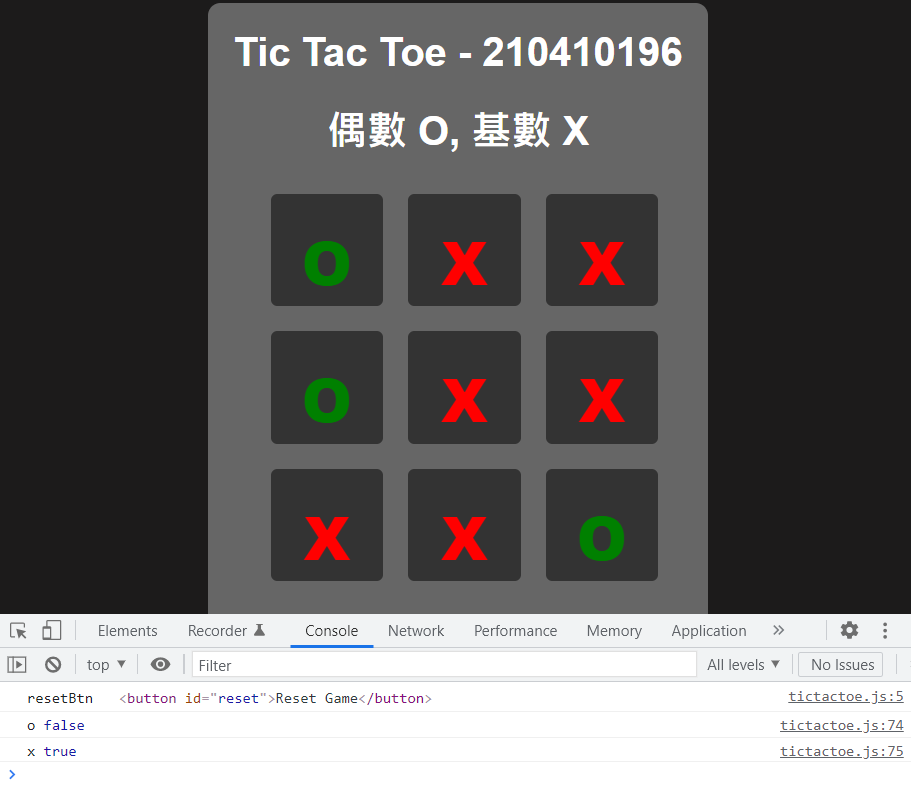 Tic Tac Toe - 210410196
偶數 O, 基數 X
o x x
o x x
x x o
Elements Recorder Console Network Performance Memory Application »
top ▼ Filter All levels ▼ No Issues
resetBtn <button id="reset">Reset Game</button> tictactoe.js:5
o false tictactoe.js:74
x true tictactoe.js:75
>